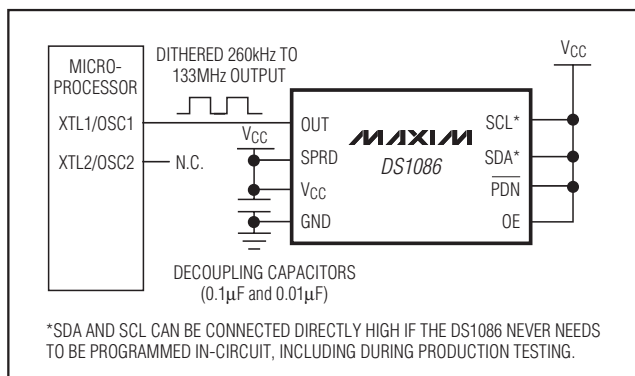 MICRO-
PROCESSOR
XTL1/OSC1
XTL2/OSC2
N.C.
DITHERED 260kHz TO
133MHz OUTPUT
VCC
DECOUPLING CAPACITORS
(0.1μF and 0.01μF)
OUT
SPRD
VCC
GND
MAXIM
DS1086
SCL*
SDA*
PDN
OE
VCC
*SDA AND SCL CAN BE CONNECTED DIRECTLY HIGH IF THE DS1086 NEVER NEEDS
TO BE PROGRAMMED IN-CIRCUIT, INCLUDING DURING PRODUCTION TESTING.